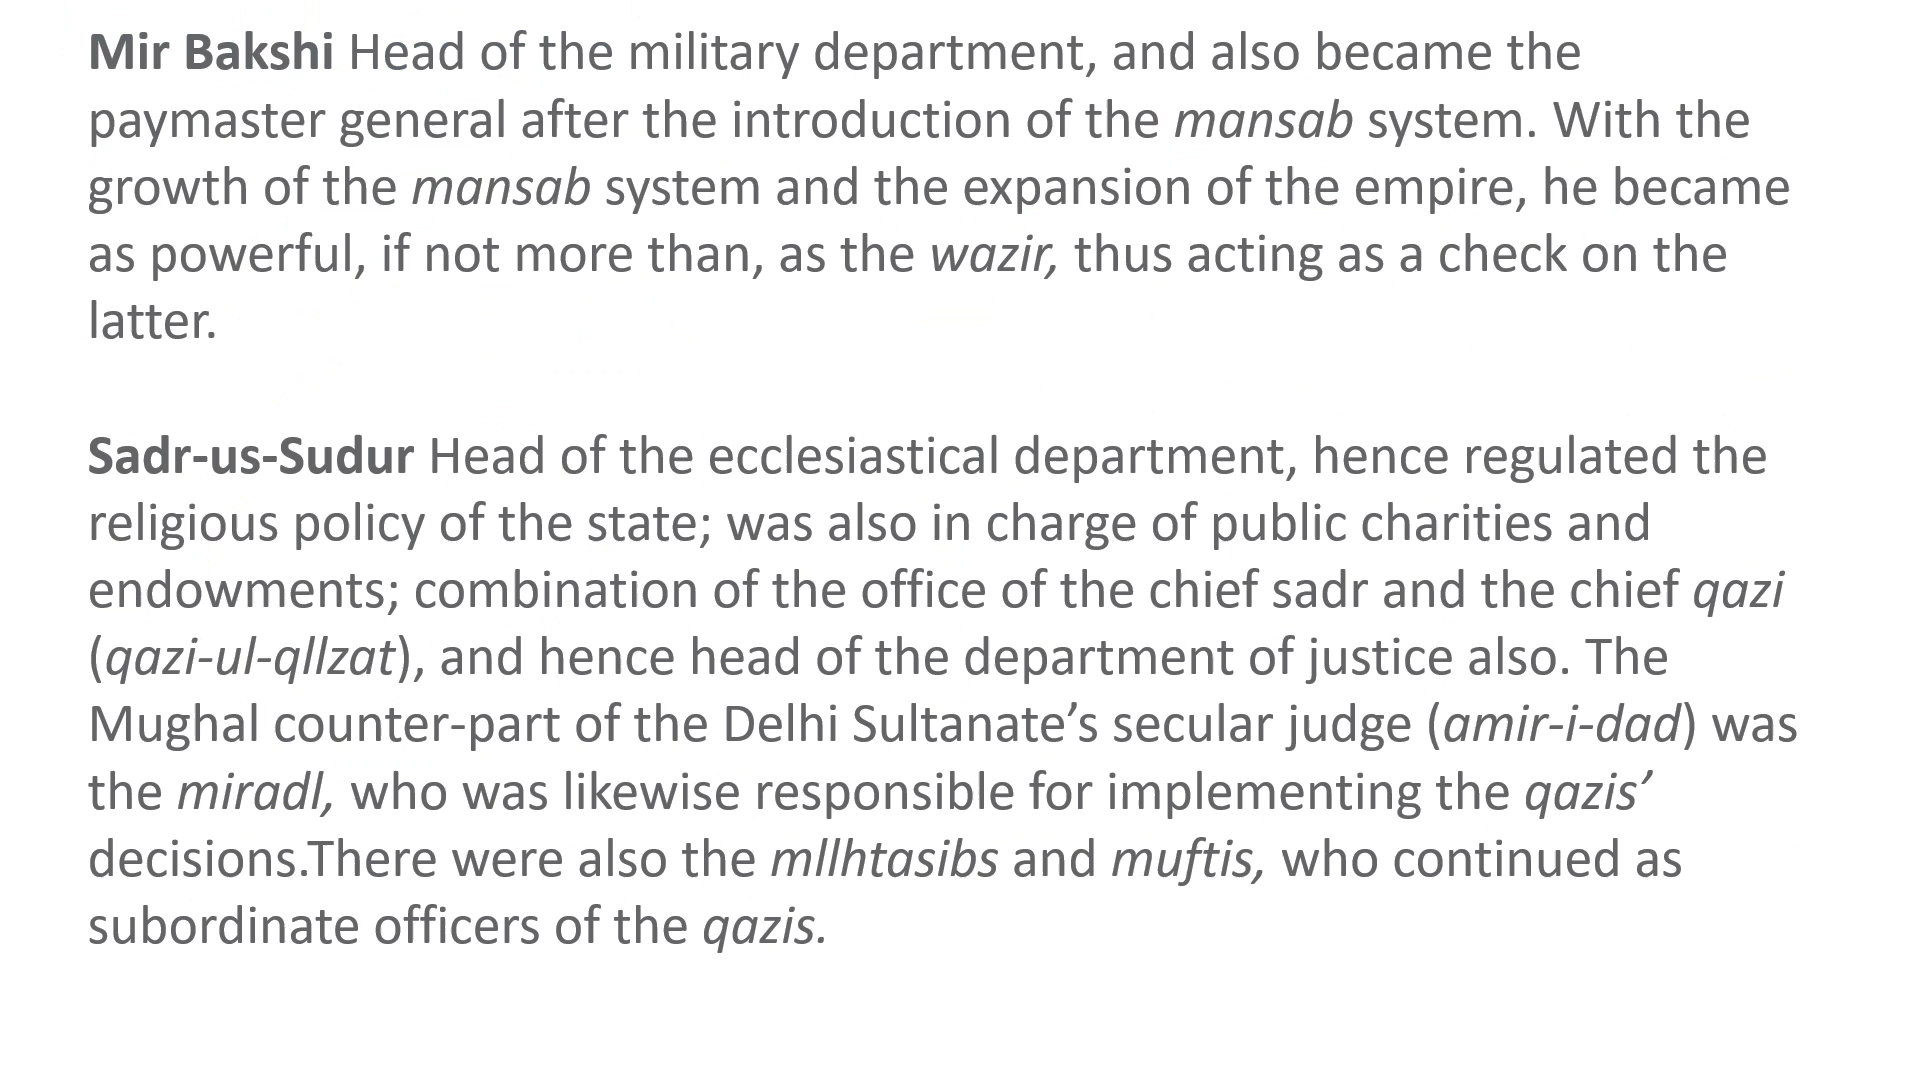 Mir Bakshi Head of the military department, and also became the
paymaster general after the introduction of the mansab system. With the
growth of the mansab system and the expansion of the empire, he became
as powerful, if not more than, as the wazir, thus acting as a check on the
latter.
Sadr-us-Sudur Head of the ecclesiastical department, hence regulated the
religious policy of the state; was also in charge of public charities and
endowments; combination of the office of the chief sadr and the chief qazi
(qazi-ul-qllzat), and hence head of the department of justice also. The
Mughal counter-part of the Delhi Sultanate’s secular judge (amir-i-dad) was
the miradl, who was likewise responsible for implementing the qazis’
decisions.There were also the mllhtasibs and muftis, who continued as
subordinate officers of the qazis.